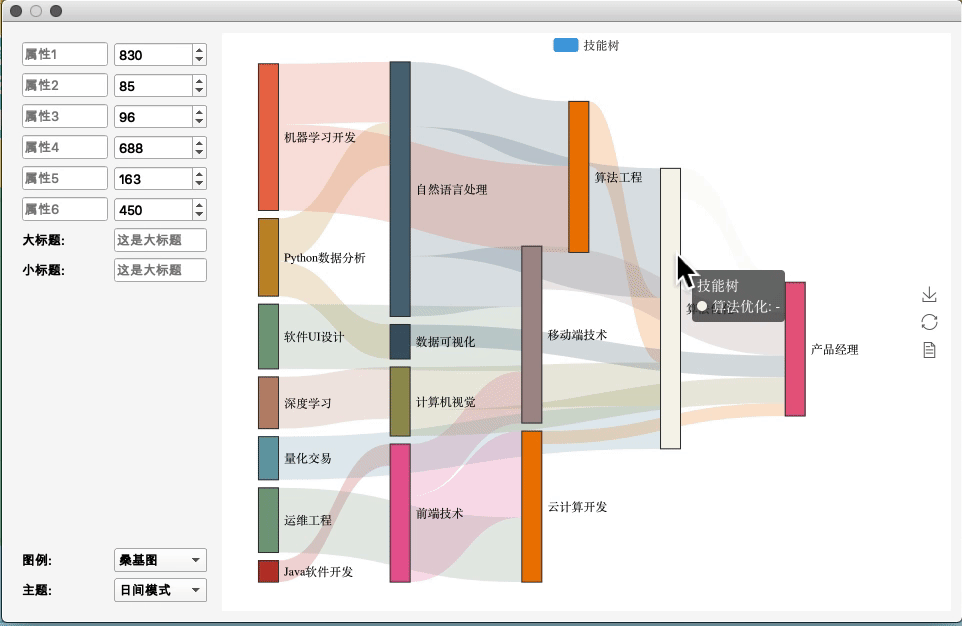 属性1 830
属性2 85
属性3 96
属性4 688
属性5 163
属性6 450
大标题: 这是大标题
小标题: 这是大标题
图例: 桑基图
主题: 日间模式
技能树
机器学习开发
Python数据分析
软件UI设计
深度学习
量化交易
运维工程
Java软件开发
自然语言处理
数据可视化
计算机视觉
前端技术
算法工程
移动端技术
云计算开发
技能树
算法优化: -
产品经理